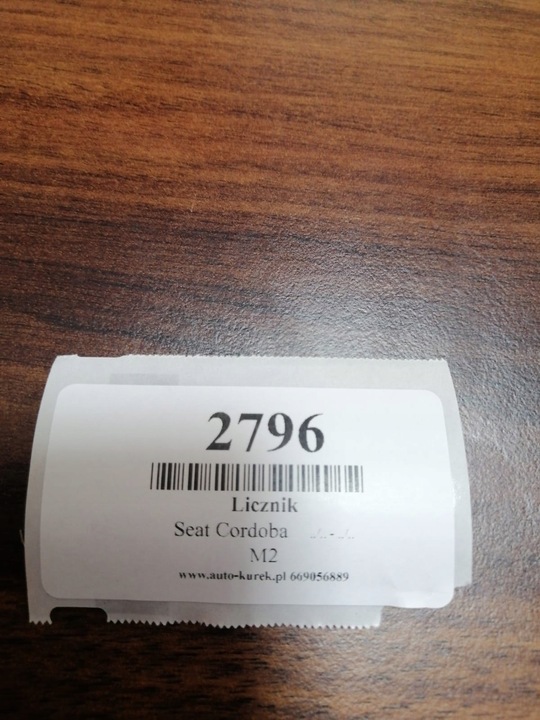 2796
Licznik
Seat Cordoba
M2
www.auto-kurek.pl 669056889